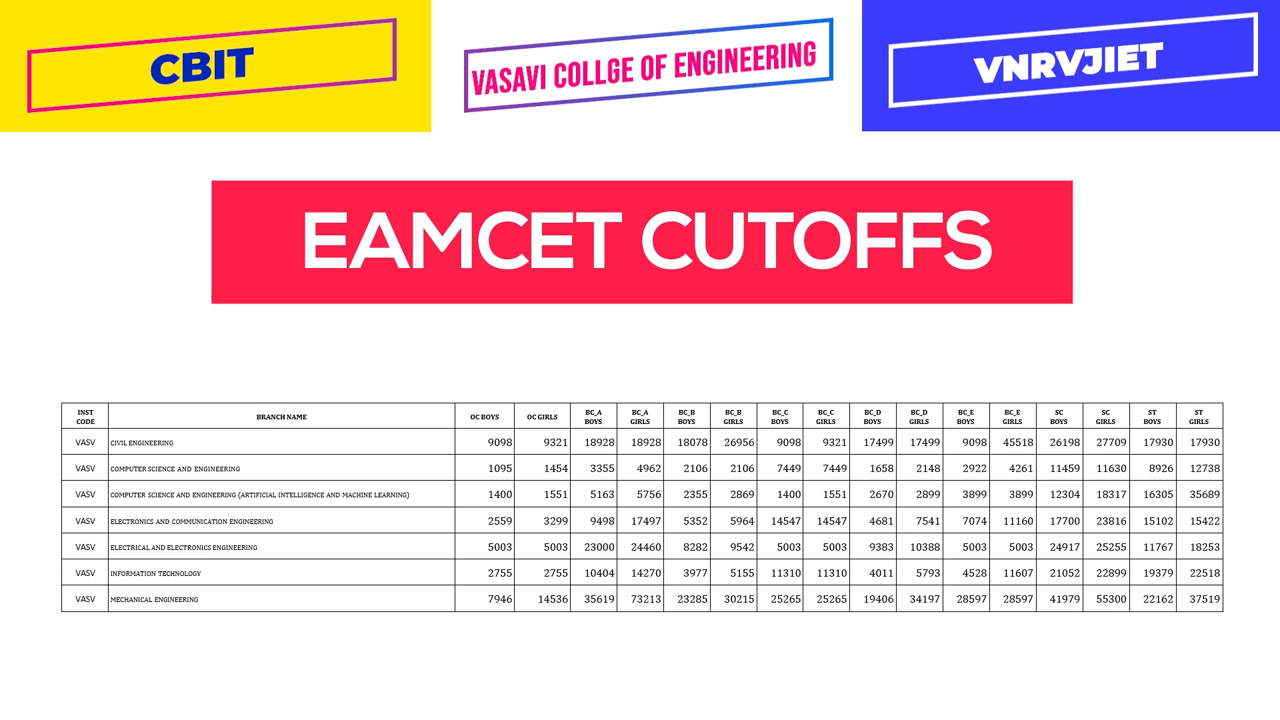 CBIT
VASAVI COLLGE OF ENGINEERING
VNRVJIET
EAMCET CUTOFFS
INST CODE BRANCH NAME OC BOYS OC GIRLS BC_A BOYS BC_A GIRLS BC_B BOYS BC_B GIRLS BC_C BOYS BC_C GIRLS BC_D BOYS BC_D GIRLS BC_E BOYS BC_E GIRLS SC BOYS SC GIRLS ST BOYS ST GIRLS
VASV CIVIL ENGINEERING 9098 9321 18928 18928 18078 26956 9098 9321 17499 17499 9098 45518 26198 27709 17930 17930
VASV COMPUTER SCIENCE AND ENGINEERING 1095 1454 3355 4962 2106 2106 7449 7449 1658 2148 2922 4261 11459 11630 8926 12738
VASV COMPUTER SCIENCE AND ENGINEERING (ARTIFICIAL INTELLIGENCE AND MACHINE LEARNING) 1400 1551 5163 5756 2355 2869 1400 1551 2670 2899 3899 3899 12304 18317 16305 35689
VASV ELECTRONICS AND COMMUNICATION ENGINEERING 2559 3299 9498 17497 5352 5964 14547 14547 4681 7541 7074 11160 17700 23816 15102 15422
VASV ELECTRICAL AND ELECTRONICS ENGINEERING 5003 5003 23000 24460 8282 9542 5003 5003 9383 10388 5003 5003 24917 25255 11767 18253
VASV INFORMATION TECHNOLOGY 2755 2755 10404 14270 3977 5155 11310 11310 4011 5793 4528 11607 21052 22899 19379 22518
VASV MECHANICAL ENGINEERING 7946 14536 35619 73213 23285 30215 25265 25265 19406 34197 28597 28597 41979 55300 22162 37519